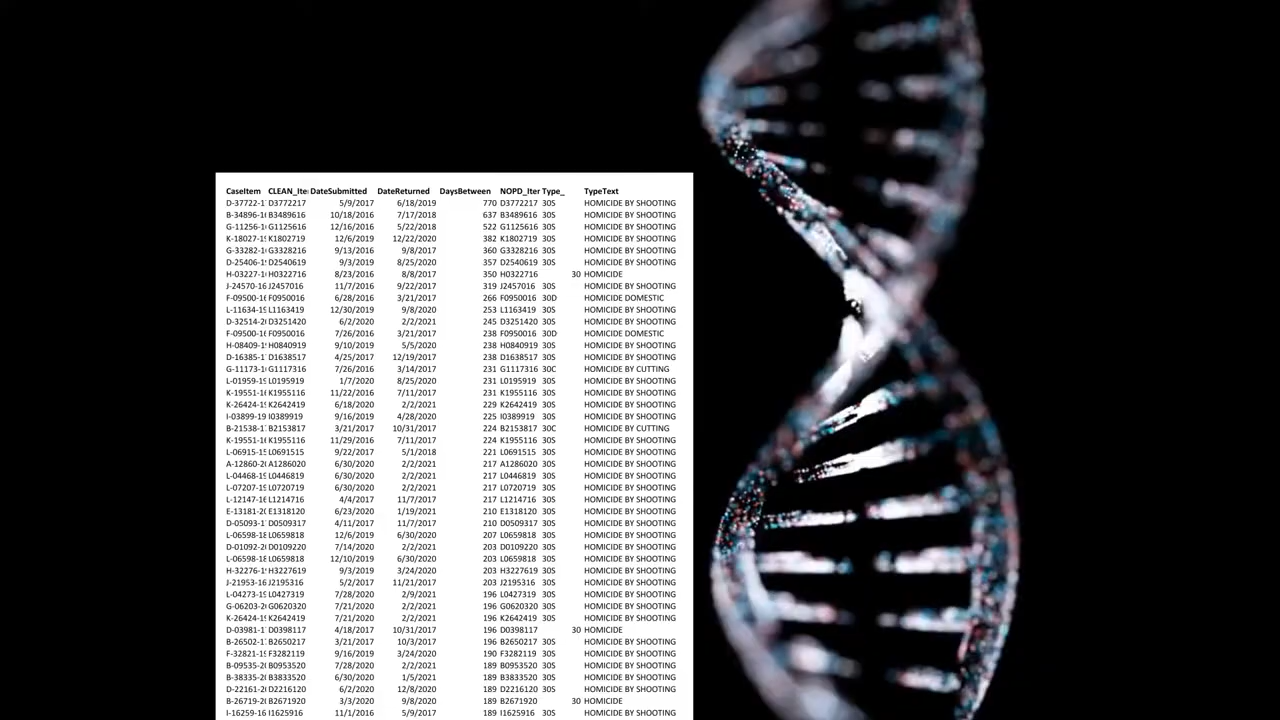 CaseItem CLEAN_Ite DateSubmitted DateReturned DaysBetween NOPD_Iter Type_ TypeText
D-37722-1 D3772217 5/9/2017 6/18/2019 770 D3772217 30S HOMICIDE BY SHOOTING
B-34896-1 B3489616 10/18/2016 7/17/2018 637 B3489616 30S HOMICIDE BY SHOOTING
G-11256-1 G1125616 12/16/2016 5/22/2018 522 G1125616 30S HOMICIDE BY SHOOTING
K-18027-1 K1802719 12/6/2019 12/22/2020 382 K1802719 30S HOMICIDE BY SHOOTING
G-33282-1 G3328216 9/13/2016 9/8/2017 360 G3328216 30S HOMICIDE BY SHOOTING
D-25406-1 D2540619 9/3/2019 8/25/2020 357 D2540619 30S HOMICIDE BY SHOOTING
H-03227-1 H0322716 8/23/2016 8/8/2017 350 H0322716 30 HOMICIDE
J-24570-16 J2457016 11/7/2016 9/22/2017 319 J2457016 30S HOMICIDE BY SHOOTING
F-09500-16 F0950016 6/28/2016 3/21/2017 266 F0950016 30D HOMICIDE DOMESTIC
L-11634-19 L1163419 12/30/2019 9/8/2020 253 L1163419 30S HOMICIDE BY SHOOTING
D-32514-2 D3251420 6/2/2020 2/2/2021 245 D3251420 30S HOMICIDE BY SHOOTING
F-09500-16 F0950016 7/26/2016 3/21/2017 238 F0950016 30D HOMICIDE DOMESTIC
H-08409-1 H0840919 9/10/2019 5/5/2020 238 H0840919 30S HOMICIDE BY SHOOTING
D-16385-1 D1638517 4/25/2017 12/19/2017 238 D1638517 30S HOMICIDE BY SHOOTING
G-11173-1 G1117316 7/26/2016 3/14/2017 231 G1117316 30C HOMICIDE BY CUTTING
L-01959-19 L0195919 1/7/2020 8/25/2020 231 L0195919 30S HOMICIDE BY SHOOTING
K-19551-1 K1955116 11/22/2016 7/11/2017 231 K1955116 30S HOMICIDE BY SHOOTING
K-26424-1 K2642419 6/18/2020 2/2/2021 229 K2642419 30S HOMICIDE BY SHOOTING
I-03899-19 I0389919 9/16/2019 4/28/2020 225 I0389919 30S HOMICIDE BY SHOOTING
B-21538-1 B2153817 3/21/2017 10/31/2017 224 B2153817 30C HOMICIDE BY CUTTING
K-19551-1 K1955116 11/29/2016 7/11/2017 224 K1955116 30S HOMICIDE BY SHOOTING
L-06915-15 L0691515 9/22/2017 5/1/2018 221 L0691515 30S HOMICIDE BY SHOOTING
A-12860-2 A1286020 6/30/2020 2/2/2021 217 A1286020 30S HOMICIDE BY SHOOTING
L-04468-19 L0446819 6/30/2020 2/2/2021 217 L0446819 30S HOMICIDE BY SHOOTING
L-07207-19 L0720719 6/30/2020 2/2/2021 217 L0720719 30S HOMICIDE BY SHOOTING
L-12147-16 L1214716 4/4/2017 11/7/2017 217 L1214716 30S HOMICIDE BY SHOOTING
E-13181-2 E1318120 6/23/2020 1/19/2021 210 E1318120 30S HOMICIDE BY SHOOTING
D-05093-1 D0509317 4/11/2017 11/7/2017 210 D0509317 30S HOMICIDE BY SHOOTING
L-06598-18 L0659818 12/6/2019 6/30/2020 207 L0659818 30S HOMICIDE BY SHOOTING
D-01092-2 D0109220 7/14/2020 2/2/2021 203 D0109220 30S HOMICIDE BY SHOOTING
L-06598-18 L0659818 12/10/2019 6/30/2020 203 L0659818 30S HOMICIDE BY SHOOTING
H-32276-1 H3227619 9/3/2019 3/24/2020 203 H3227619 30S HOMICIDE BY SHOOTING
J-21953-16 J2195316 5/2/2017 11/21/2017 203 J2195316 30S HOMICIDE BY SHOOTING
L-04273-19 L0427319 7/28/2020 2/9/2021 196 L0427319 30S HOMICIDE BY SHOOTING
G-06203-2 G0620320 7/21/2020 2/2/2021 196 G0620320 30S HOMICIDE BY SHOOTING
K-26424-1 K2642419 7/21/2020 2/2/2021 196 K2642419 30S HOMICIDE BY SHOOTING
D-03981-1 D0398117 4/18/2017 10/31/2017 196 D0398117 30 HOMICIDE
B-26502-1 B2650217 3/21/2017 10/3/2017 196 B2650217 30S HOMICIDE BY SHOOTING
F-32821-19 F3282119 9/16/2019 3/24/2020 190 F3282119 30S HOMICIDE BY SHOOTING
B-09535-2 B0953520 7/28/2020 2/2/2021 189 B0953520 30S HOMICIDE BY SHOOTING
B-38335-2 B3833520 6/30/2020 1/5/2021 189 B3833520 30S HOMICIDE BY SHOOTING
D-22161-2 D2216120 6/2/2020 12/8/2020 189 D2216120 30S HOMICIDE BY SHOOTING
B-26719-2 B2671920 3/3/2020 9/8/2020 189 B2671920 30 HOMICIDE
I-16259-16 I1625916 11/1/2016 5/9/2017 189 I1625916 30S HOMICIDE BY SHOOTING